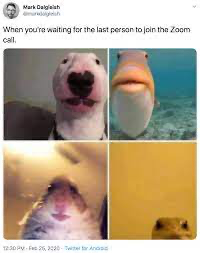 Mark Dalgleish
@markdalgleish
When you're waiting for the last person to join the Zoom
call.
12:30 PM · Feb 25, 2020 · Twitter for Android